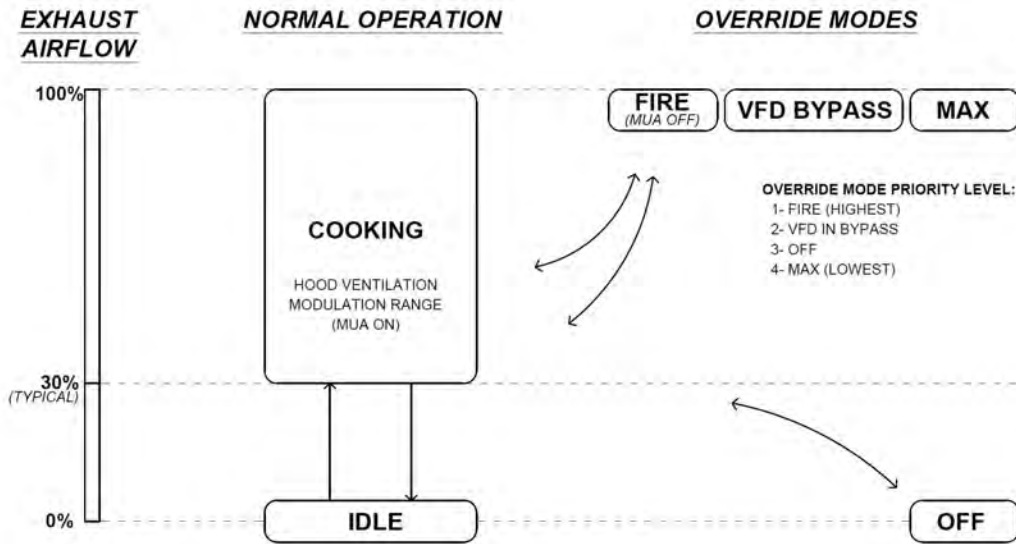 EXHAUST
AIRFLOW
NORMAL OPERATION
OVERRIDE MODES
100%
FIRE
(MUA OFF)
VFD BYPASS
MAX
OVERRIDE MODE PRIORITY LEVEL:
1- FIRE (HIGHEST)
2- VFD IN BYPASS
3- OFF
4- MAX (LOWEST)
COOKING
HOOD VENTILATION
MODULATION RANGE
(MUA ON)
30%
(TYPICAL)
0%
IDLE
OFF